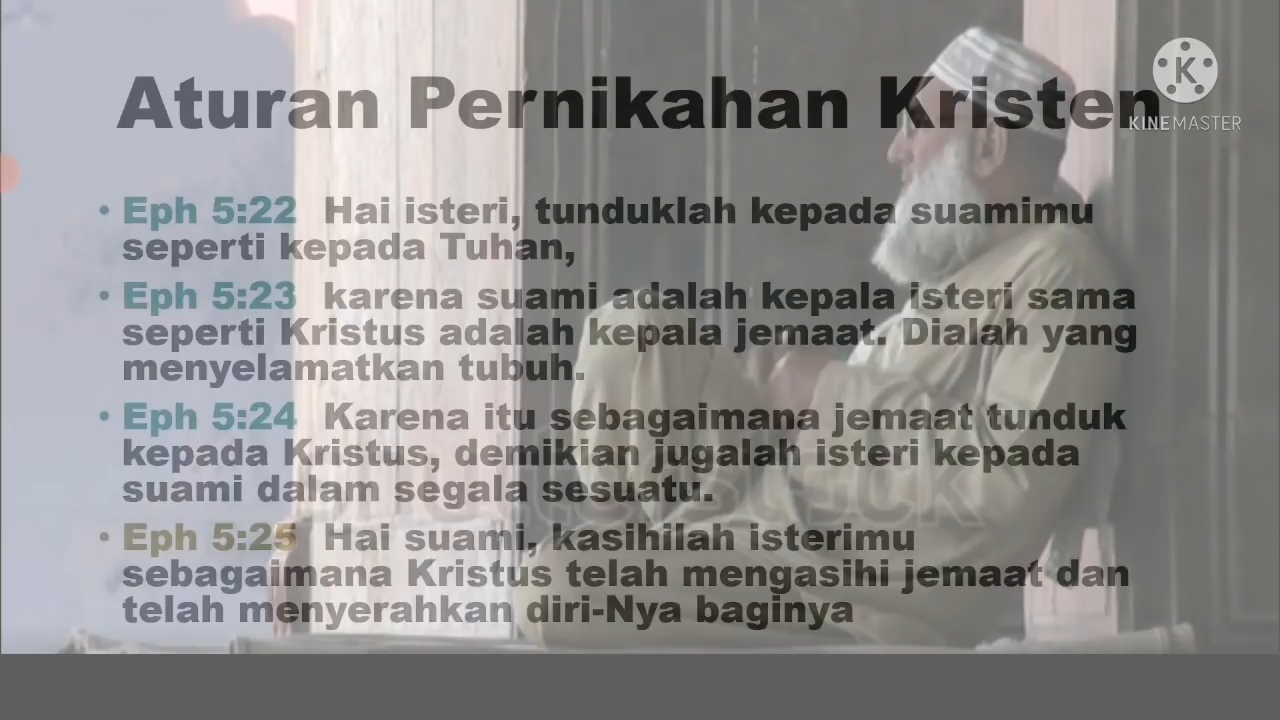 Aturan Pernikahan Kristen
KINEMASTER
• Eph 5:22 Hai isteri, tunduklah kepada suamimu
seperti kepada Tuhan,
• Eph 5:23 karena suami adalah kepala isteri sama
seperti Kristus adalah kepala jemaat. Dialah yang
menyelamatkan tubuh.
• Eph 5:24 Karena itu sebagaimana jemaat tunduk
kepada Kristus, demikian jugalah isteri kepada
suami dalam segala sesuatu.
• Eph 5:25 Hai suami, kasihilah isterimu
sebagaimana Kristus telah mengasihi jemaat dan
telah menyerahkan diri-Nya baginya